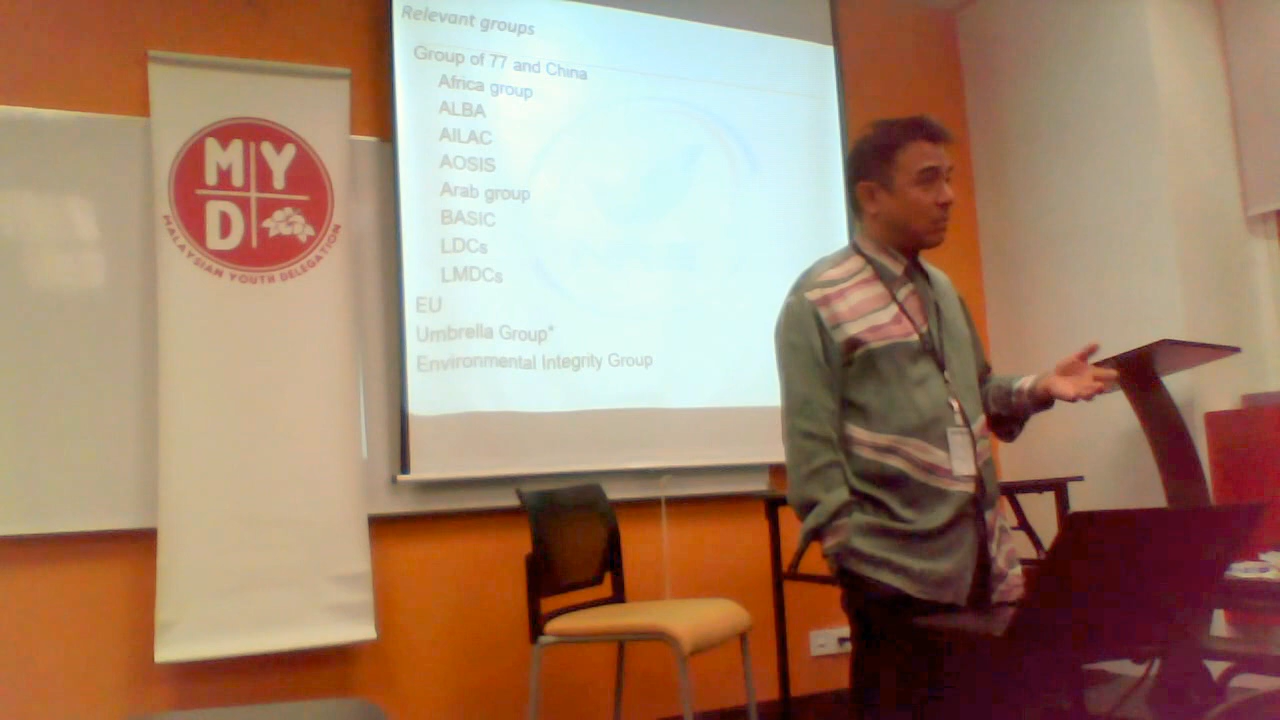 M Y
D
MALAYSIAN YOUTH DELEGATION
Relevant groups
Group of 77 and China
Africa group
ALBA
AILAC
AOSIS
Arab group
BASIC
LDCs
LMDCs
EU
Umbrella Group*
Environmental Integrity Group